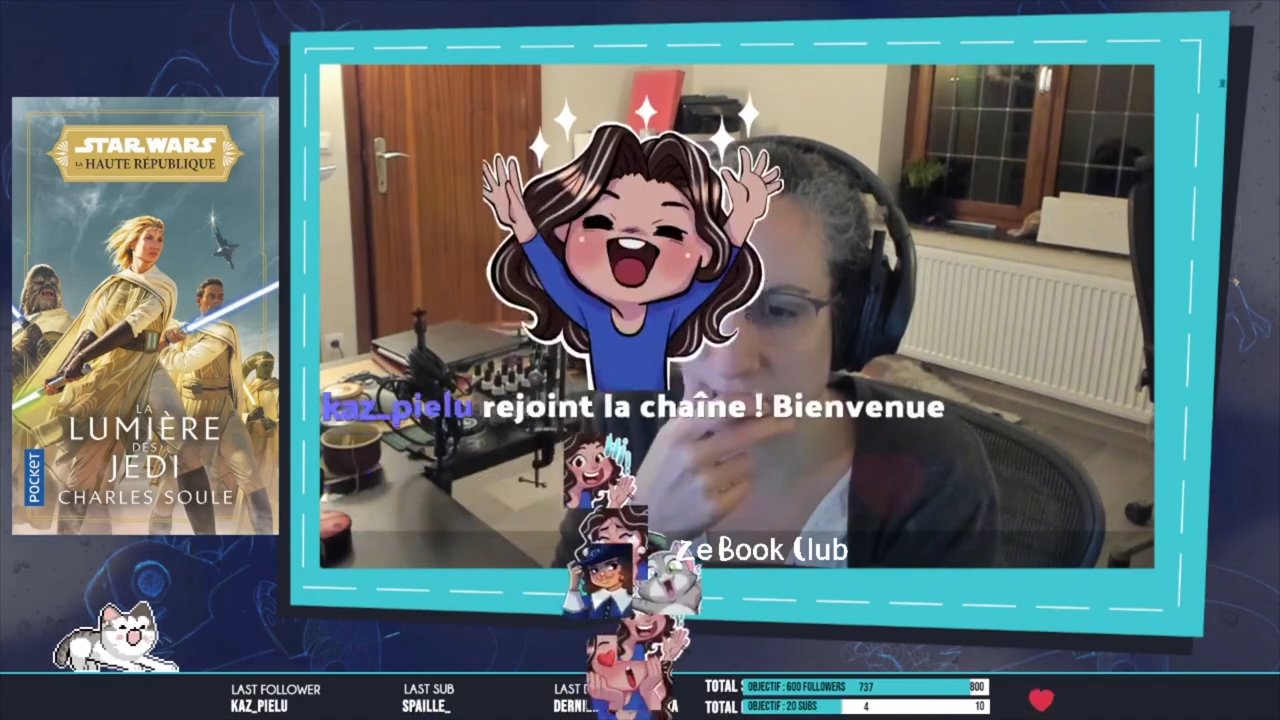 STAR WARS
LA HAUTE RÉPUBLIQUE
LA
LUMIÈRE
DES
JEDI
CHARLES SOULE
POCKET
kaz_pielu rejoint la chaîne ! Bienvenue
Ze Book Club
LAST FOLLOWER
KAZ_PIELU
LAST SUB
SPAILLE_
LAST
TOTAL
OBJECTIF : 600 FOLLOWERS 737 800
TOTAL
OBJECTIF : 20 SUBS 4 10